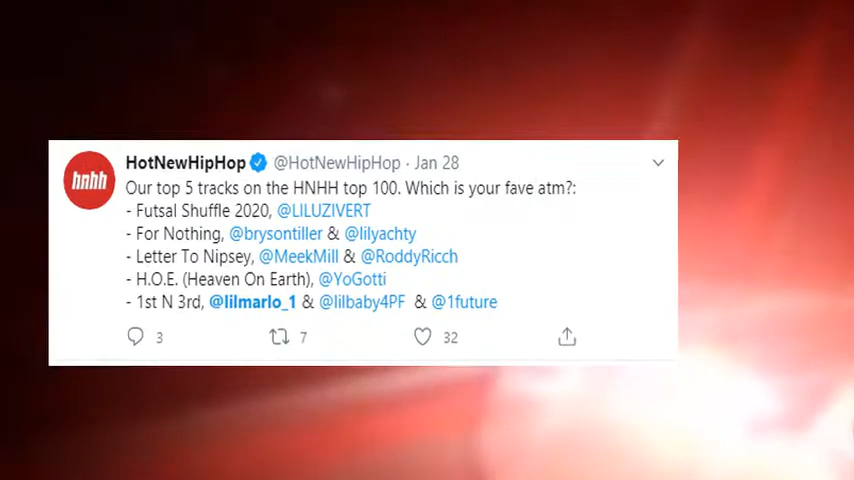 hnhh
HotNewHipHop @HotNewHipHop · Jan 28
Our top 5 tracks on the HNHH top 100. Which is your fave atm?:
- Futsal Shuffle 2020, @LILUZIVERT
- For Nothing, @brysontiller & @lilyachty
- Letter To Nipsey, @MeekMill & @RoddyRicch
- H.O.E. (Heaven On Earth), @YoGotti
- 1st N 3rd, @lilmarlo_1 & @lilbaby4PF & @1future
3 7 32